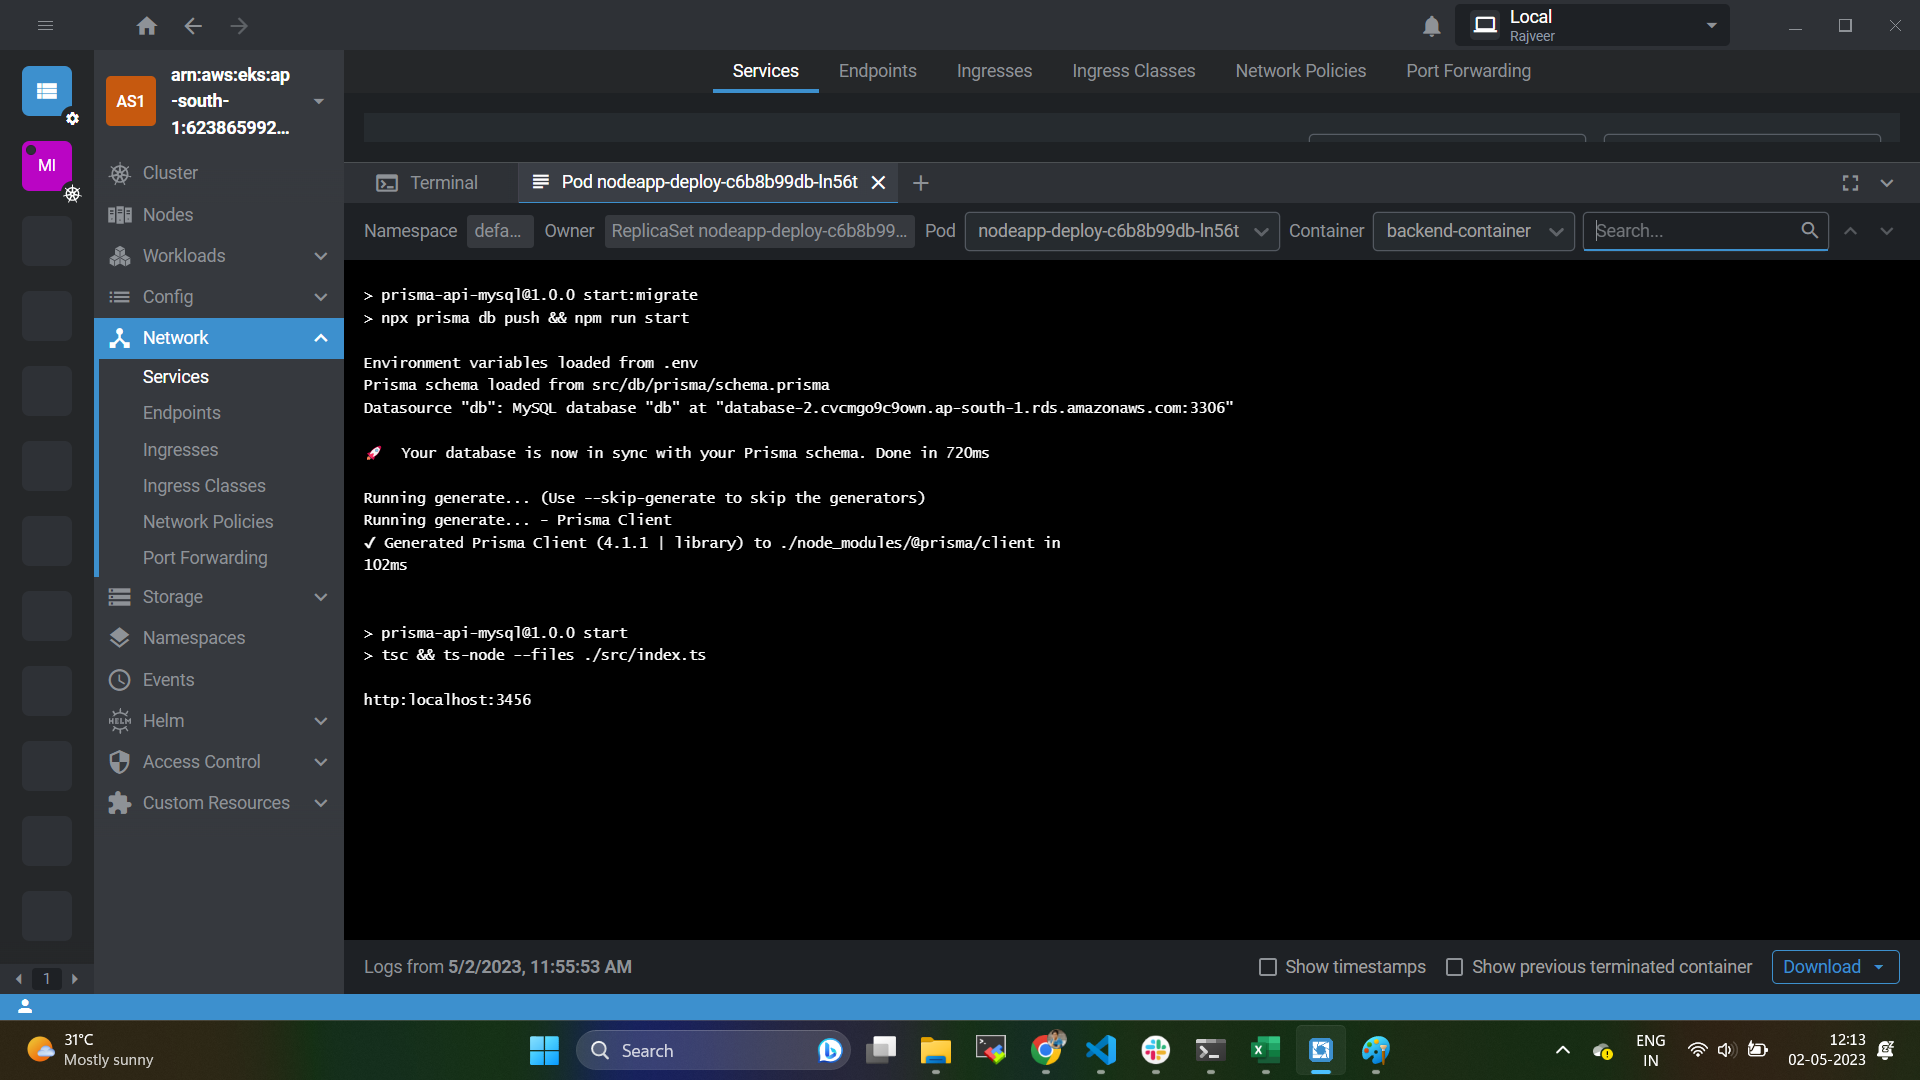 Local
Rajveer
AS1
arn:aws:eks:ap
-south-
1:623865992...
MI
Services
Endpoints
Ingresses
Ingress Classes
Network Policies
Port Forwarding
Cluster
Nodes
Workloads
Config
Network
Services
Endpoints
Ingresses
Ingress Classes
Network Policies
Port Forwarding
Storage
Namespaces
Events
HELM
Helm
Access Control
Custom Resources
1
Terminal
Pod nodeapp-deploy-c6b8b99db-ln56t
Namespace defa... Owner ReplicaSet nodeapp-deploy-c6b8b99... Pod nodeapp-deploy-c6b8b99db-ln56t Container backend-container Search...
> prisma-api-mysql@1.0.0 start:migrate
> npx prisma db push && npm run start
Environment variables loaded from .env
Prisma schema loaded from src/db/prisma/schema.prisma
Datasource "db": MySQL database "db" at "database-2.cvcmgo9c9own.ap-south-1.rds.amazonaws.com:3306"
🚀 Your database is now in sync with your Prisma schema. Done in 720ms
Running generate... (Use --skip-generate to skip the generators)
Running generate... - Prisma Client
✔ Generated Prisma Client (4.1.1 | library) to ./node_modules/@prisma/client in
102ms
> prisma-api-mysql@1.0.0 start
> tsc && ts-node --files ./src/index.ts
http:localhost:3456
Logs from 5/2/2023, 11:55:53 AM
Show timestamps
Show previous terminated container
Download
31°C
Mostly sunny
Search
ENG
IN
12:13
02-05-2023